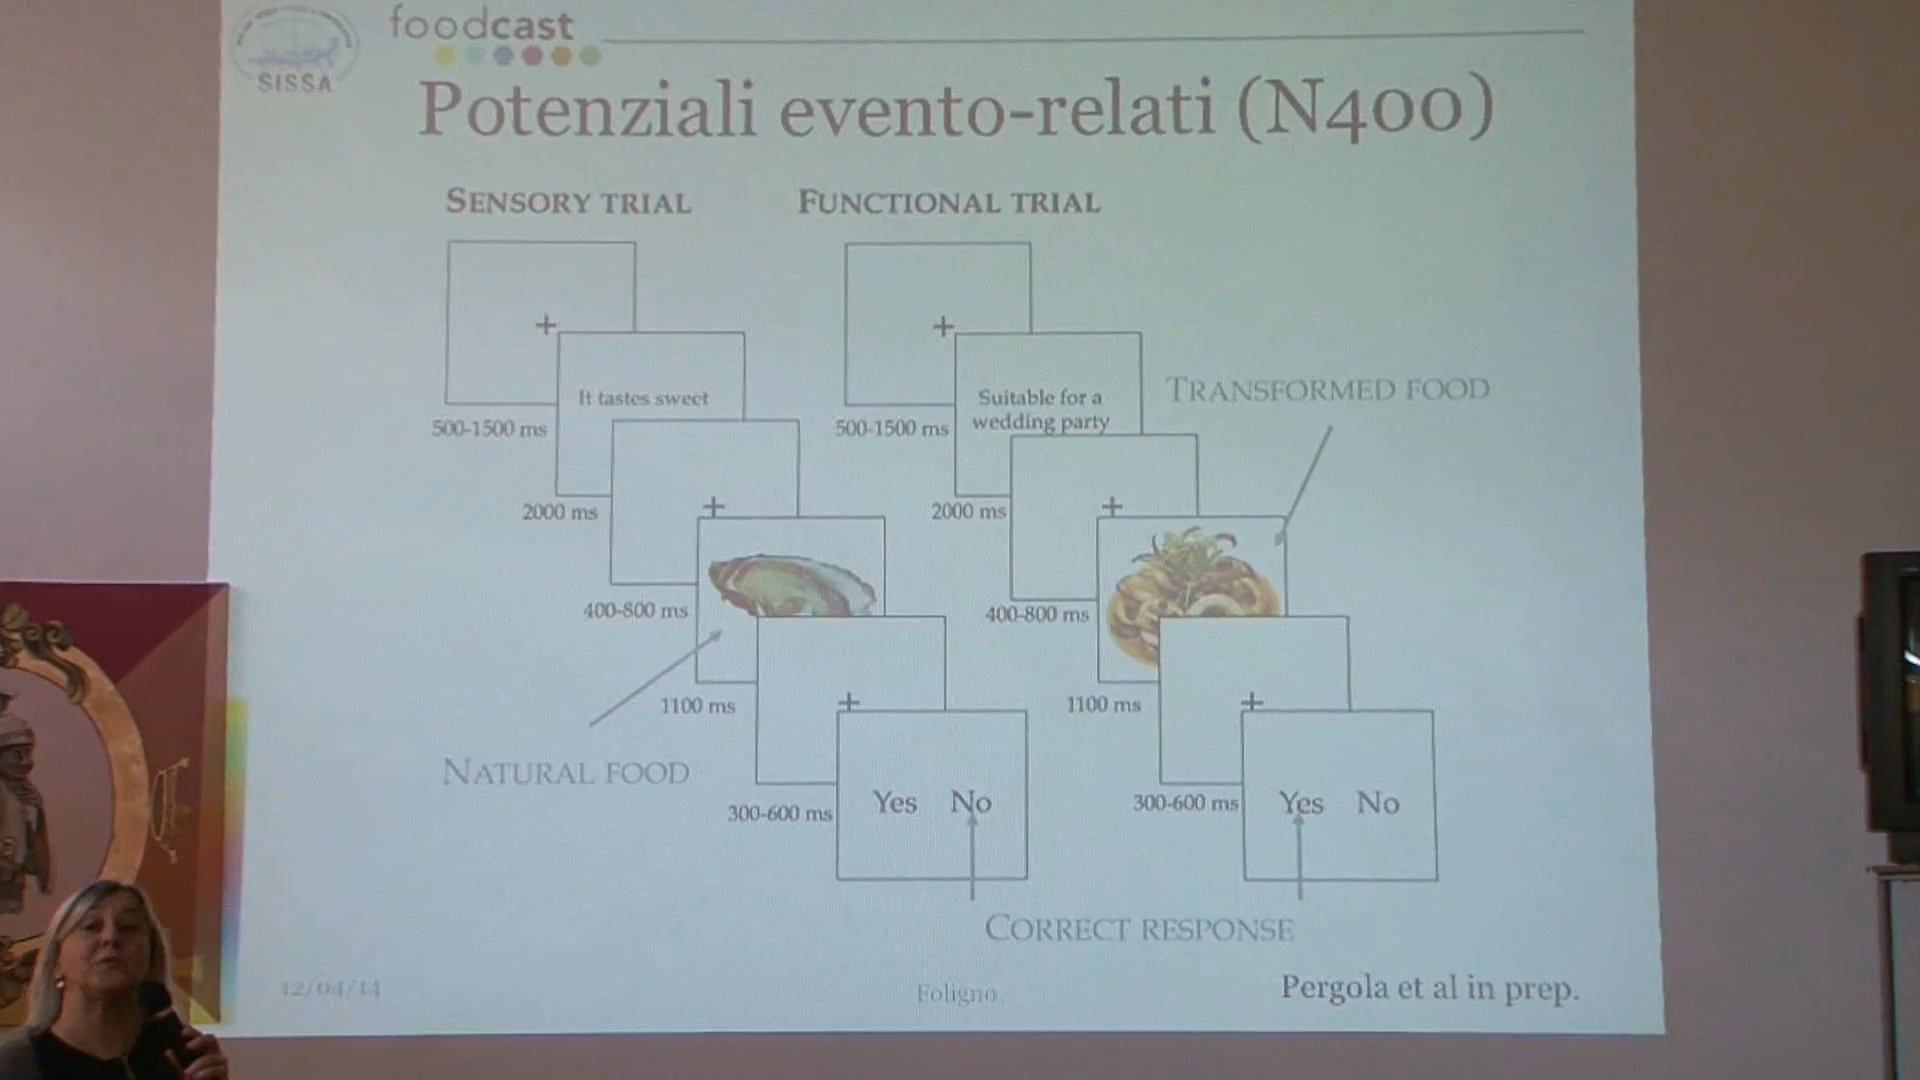 SISSA
foodcast
Potenziali evento-relati (N400)
SENSORY TRIAL
FUNCTIONAL TRIAL
+
It tastes sweet
500-1500 ms
+
2000 ms
400-800 ms
1100 ms
+
300-600 ms
Yes No
NATURAL FOOD
+
Suitable for a
wedding party
500-1500 ms
+
2000 ms
400-800 ms
1100 ms
+
300-600 ms
Yes No
TRANSFORMED FOOD
CORRECT RESPONSE
12/04/14
Foligno
Pergola et al in prep.